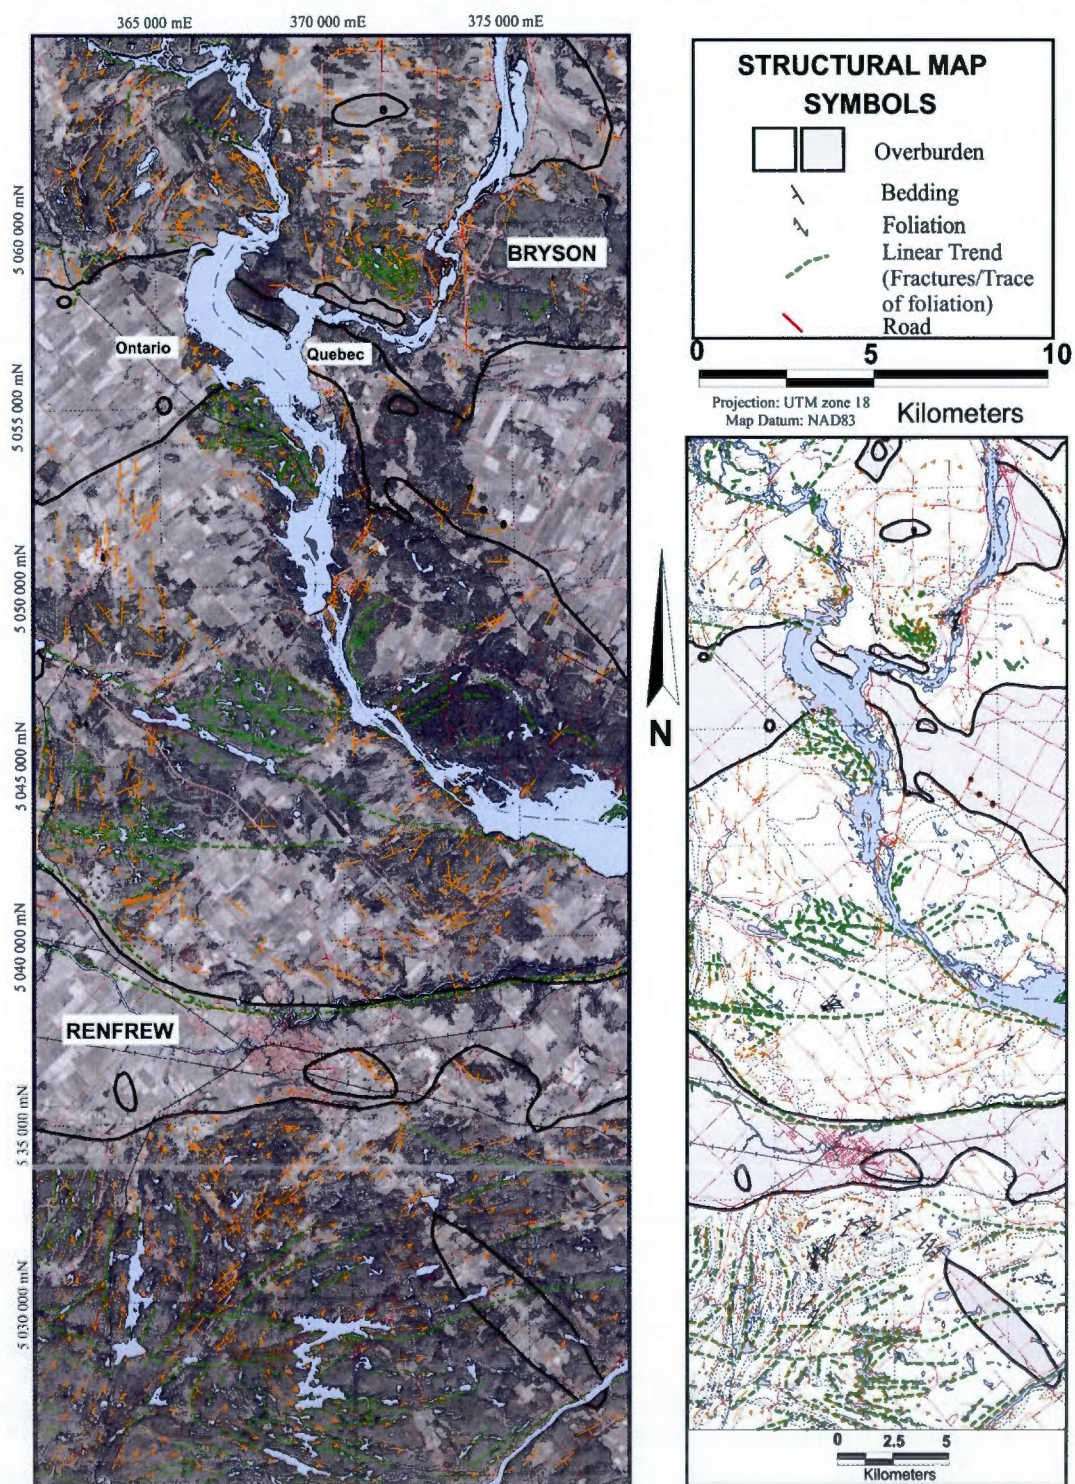 365 000 mE
370 000 mE
375 000 mE
5 060 000 mN
5 055 000 mN
5 050 000 mN
5 045 000 mN
5 040 000 mN
5 35 000 mN
5 030 000 mN
BRYSON
Ontario
Quebec
RENFREW
STRUCTURAL MAP
SYMBOLS
Overburden
Bedding
Foliation
Linear Trend
(Fractures/Trace
of foliation)
Road
0 5 10
Projection: UTM zone 18
Map Datum: NAD83
Kilometers
N
0 2.5 5
Kilometers